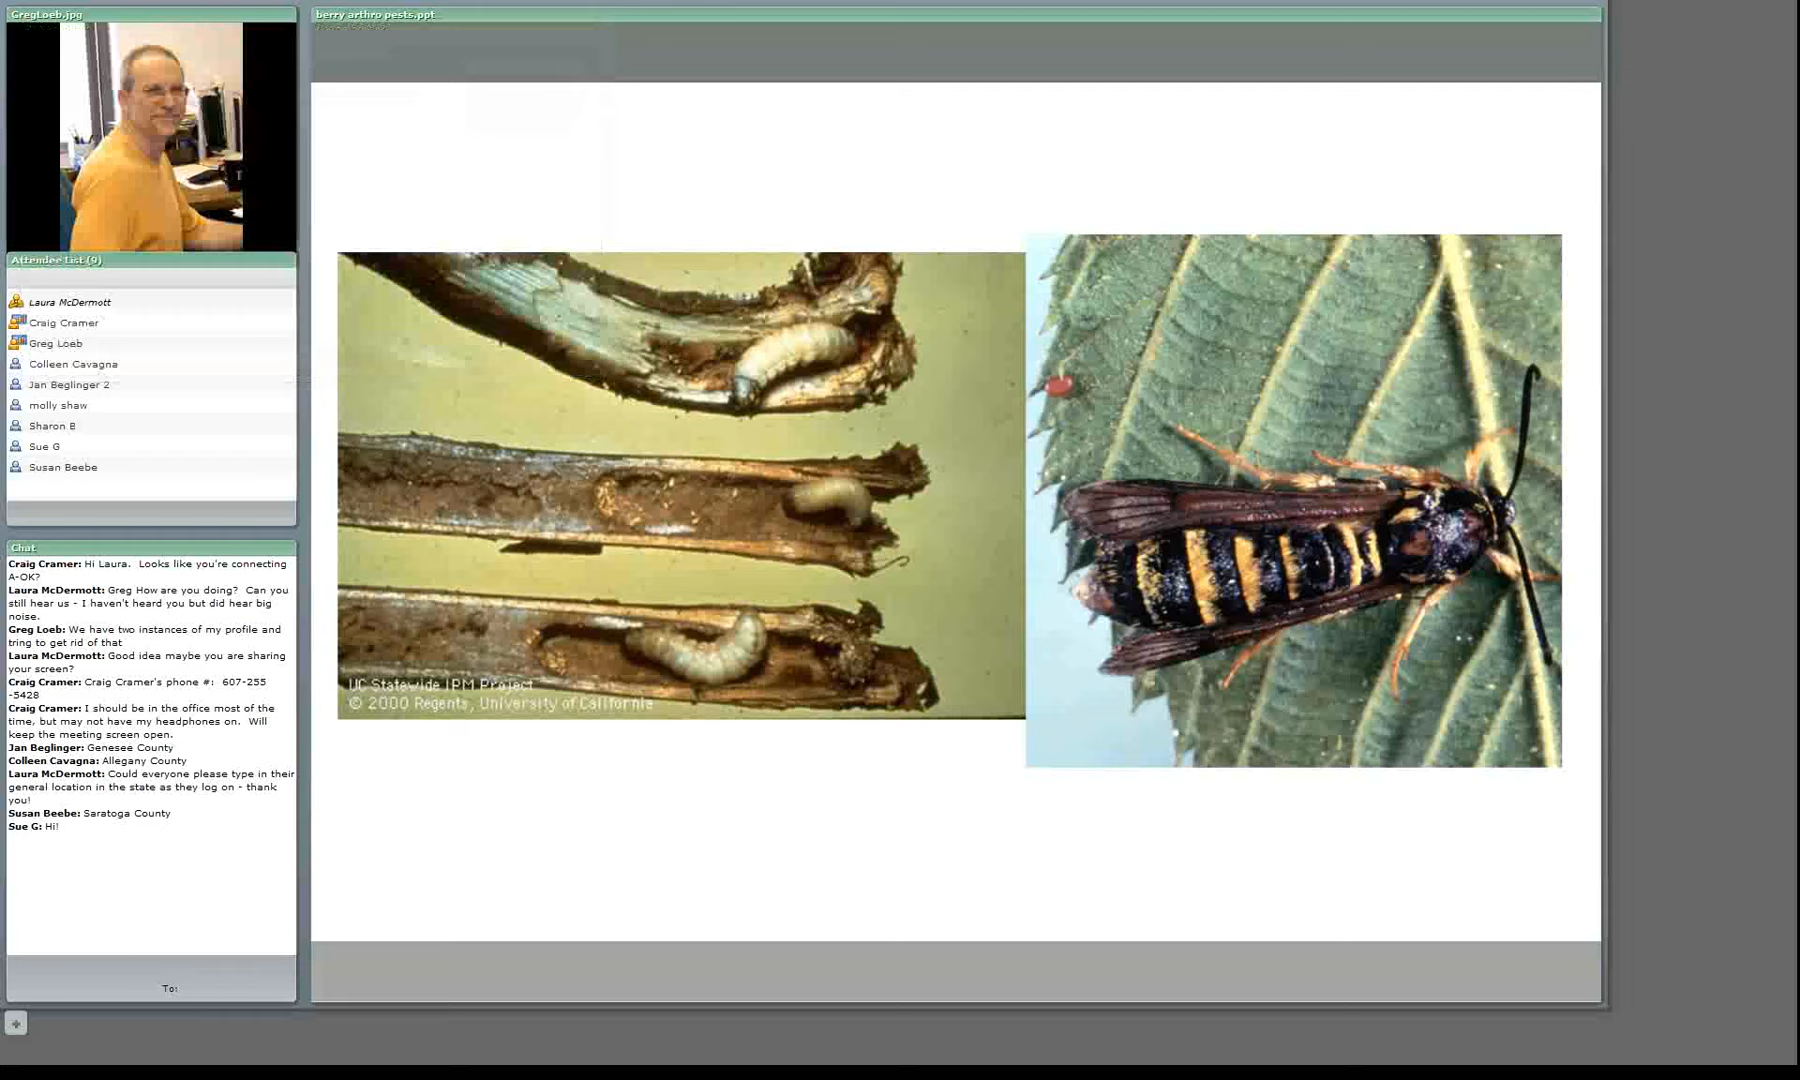 GregLoeb.jpg
berry arthro pests.ppt
Attendee List (9)
Laura McDermott
Craig Cramer
Greg Loeb
Colleen Cavagna
Jan Beglinger 2
molly shaw
Sharon B
Sue G
Susan Beebe
Chat
Craig Cramer: Hi Laura. Looks like you're connecting
A-OK?
Laura McDermott: Greg How are you doing? Can you
still hear us - I haven't heard you but did hear big
noise.
Greg Loeb: We have two instances of my profile and
tring to get rid of that
Laura McDermott: Good idea maybe you are sharing
your screen?
Craig Cramer: Craig Cramer's phone #: 607-255
-5428
Craig Cramer: I should be in the office most of the
time, but may not have my headphones on. Will
keep the meeting screen open.
Jan Beglinger: Genesee County
Colleen Cavagna: Allegany County
Laura McDermott: Could everyone please type in their
general location in the state as they log on - thank
you!
Susan Beebe: Saratoga County
Sue G: Hi!
To:
UC Statewide IPM Project
© 2000 Regents, University of California